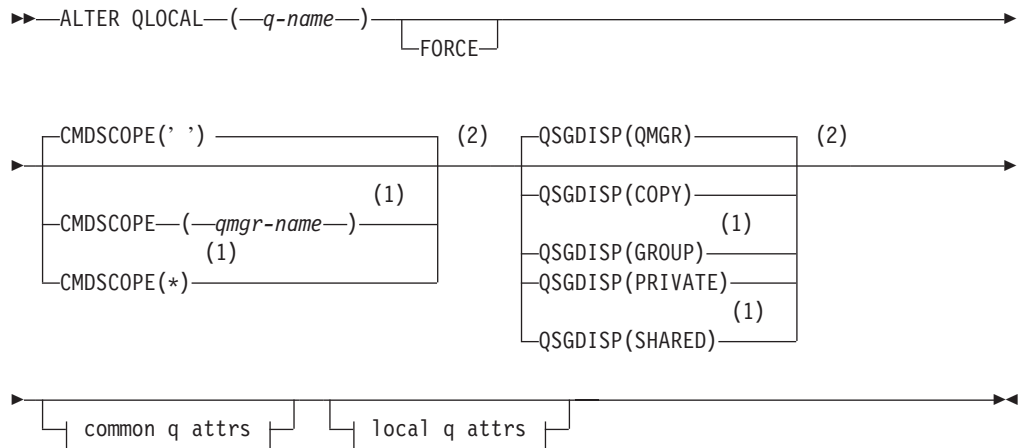 ALTER QLOCAL ( q-name )
FORCE
CMDSCOPE(’ ’) (2) QSGDISP(QMGR) (2)
QSGDISP(COPY)
(1) (1)
CMDSCOPE ( qmgr-name )
(1) QSGDISP(GROUP)
CMDSCOPE(*) QSGDISP(PRIVATE)
(1)
QSGDISP(SHARED)
common q attrs local q attrs